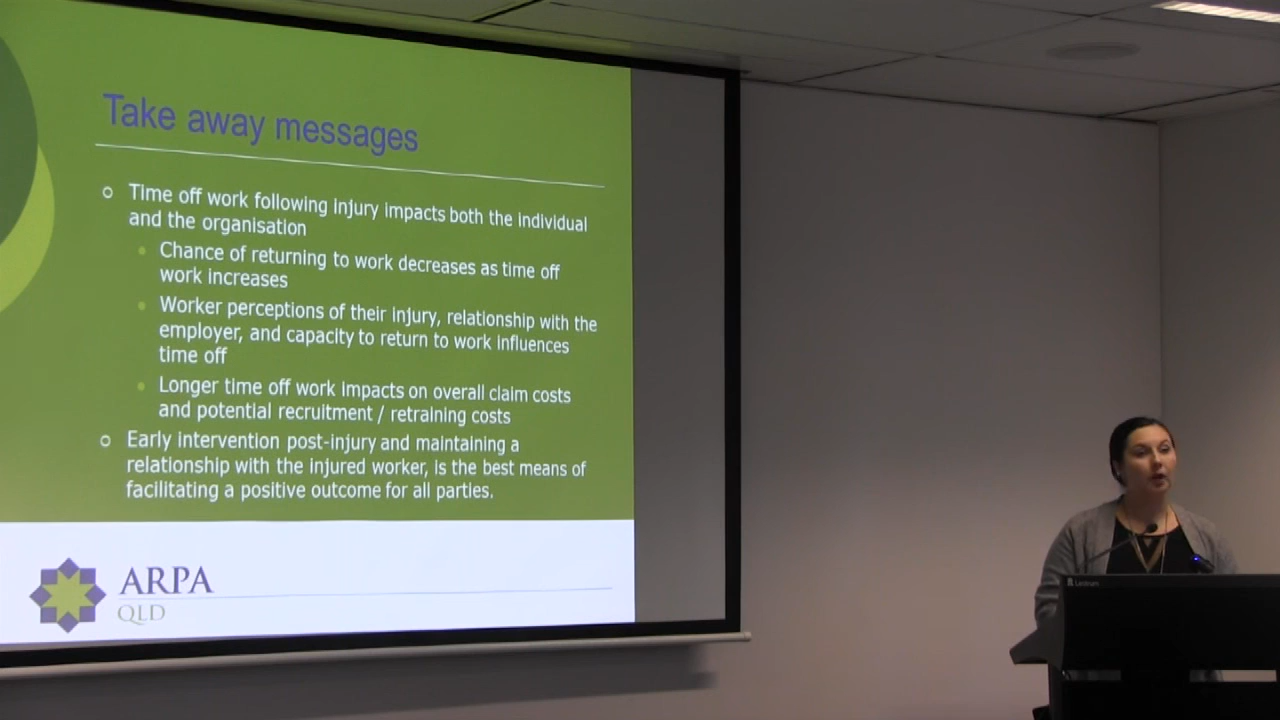 Take away messages
Time off work following injury impacts both the individual
and the organisation
Chance of returning to work decreases as time off
work increases
Worker perceptions of their injury, relationship with the
employer, and capacity to return to work influences
time off
Longer time off work impacts on overall claim costs
and potential recruitment / retraining costs
Early intervention post-injury and maintaining a
relationship with the injured worker, is the best means of
facilitating a positive outcome for all parties.
ARPA
QLD